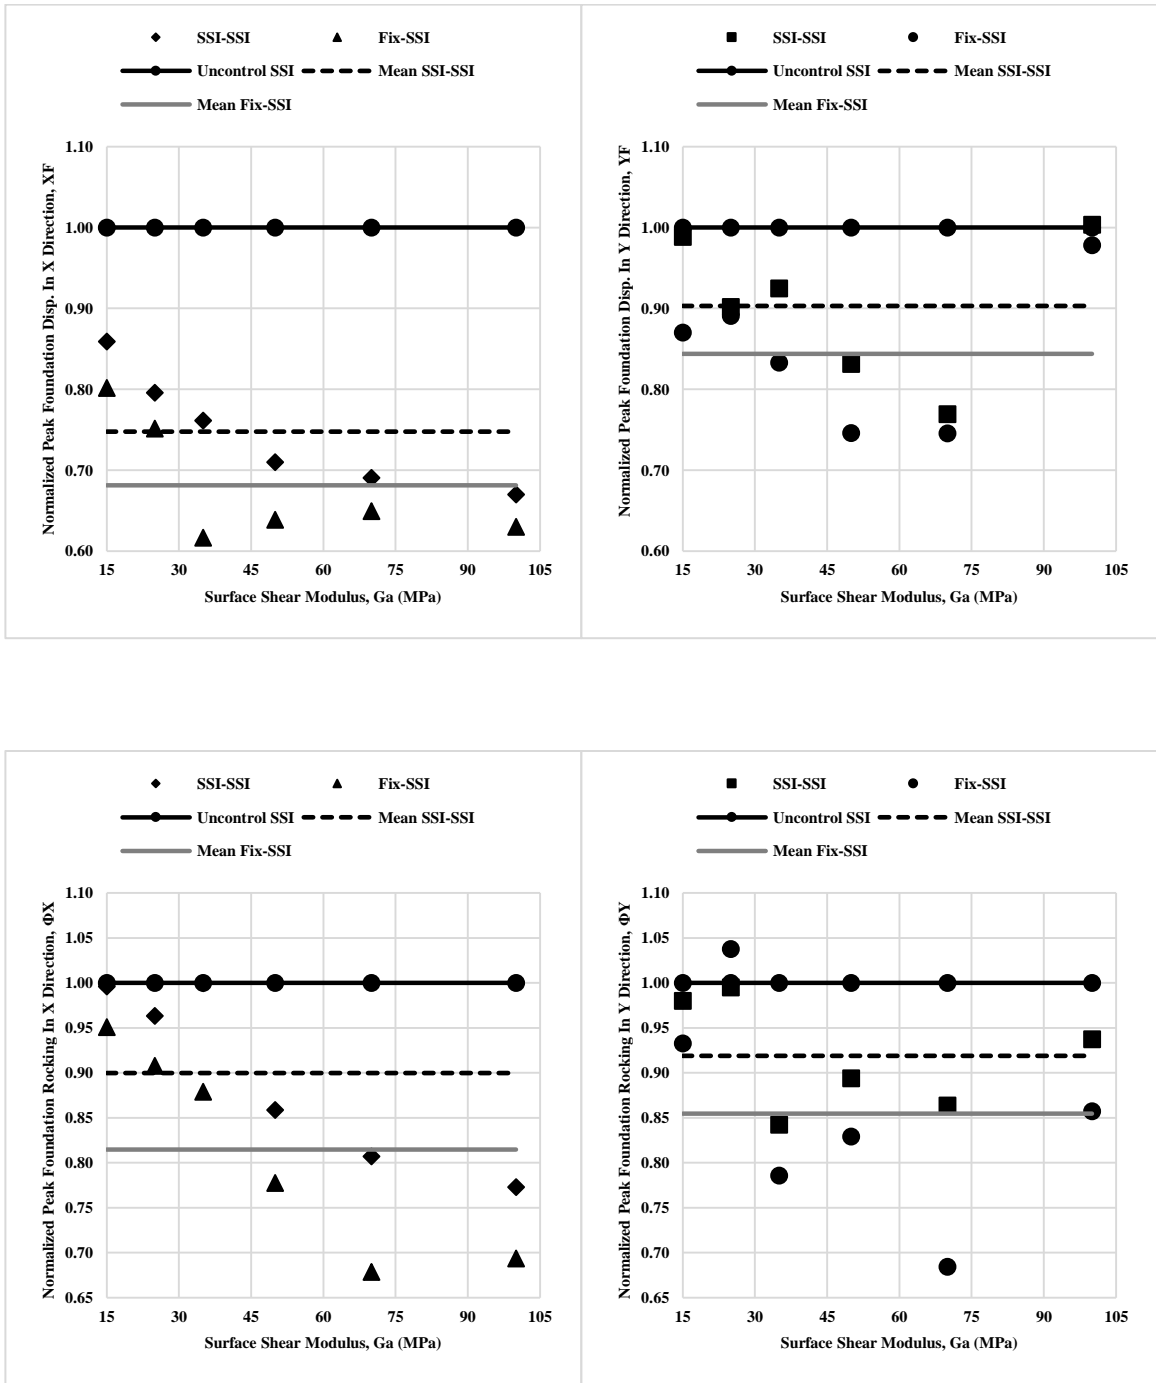 SSI-SSI Fix-SSI
Uncontrol SSI Mean SSI-SSI
Mean Fix-SSI
Normalized Peak Foundation Disp. In X Direction, XF
1.10
1.00
0.90
0.80
0.70
0.60
15 30 45 60 75 90 105
Surface Shear Modulus, Ga (MPa)
SSI-SSI Fix-SSI
Uncontrol SSI Mean SSI-SSI
Mean Fix-SSI
Normalized Peak Foundation Disp. In Y Direction, YF
1.10
1.00
0.90
0.80
0.70
0.60
15 30 45 60 75 90 105
Surface Shear Modulus, Ga (MPa)
SSI-SSI Fix-SSI
Uncontrol SSI Mean SSI-SSI
Mean Fix-SSI
Normalized Peak Foundation Rocking In X Direction, ΦX
1.10
1.05
1.00
0.95
0.90
0.85
0.80
0.75
0.70
0.65
15 30 45 60 75 90 105
Surface Shear Modulus, Ga (MPa)
SSI-SSI Fix-SSI
Uncontrol SSI Mean SSI-SSI
Mean Fix-SSI
Normalized Peak Foundation Rocking In Y Direction, ΦY
1.10
1.05
1.00
0.95
0.90
0.85
0.80
0.75
0.70
0.65
15 30 45 60 75 90 105
Surface Shear Modulus, Ga (MPa)